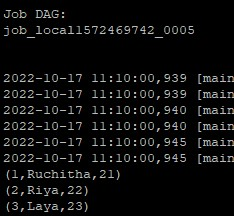 Job DAG:
job_local1572469742_0005
2022-10-17 11:10:00,939 [main
2022-10-17 11:10:00,939 [main
2022-10-17 11:10:00,940 [main
2022-10-17 11:10:00,940 [main
2022-10-17 11:10:00,945 [main
2022-10-17 11:10:00,945 [main
(1,Ruchitha,21)
(2,Riya,22)
(3,Laya,23)